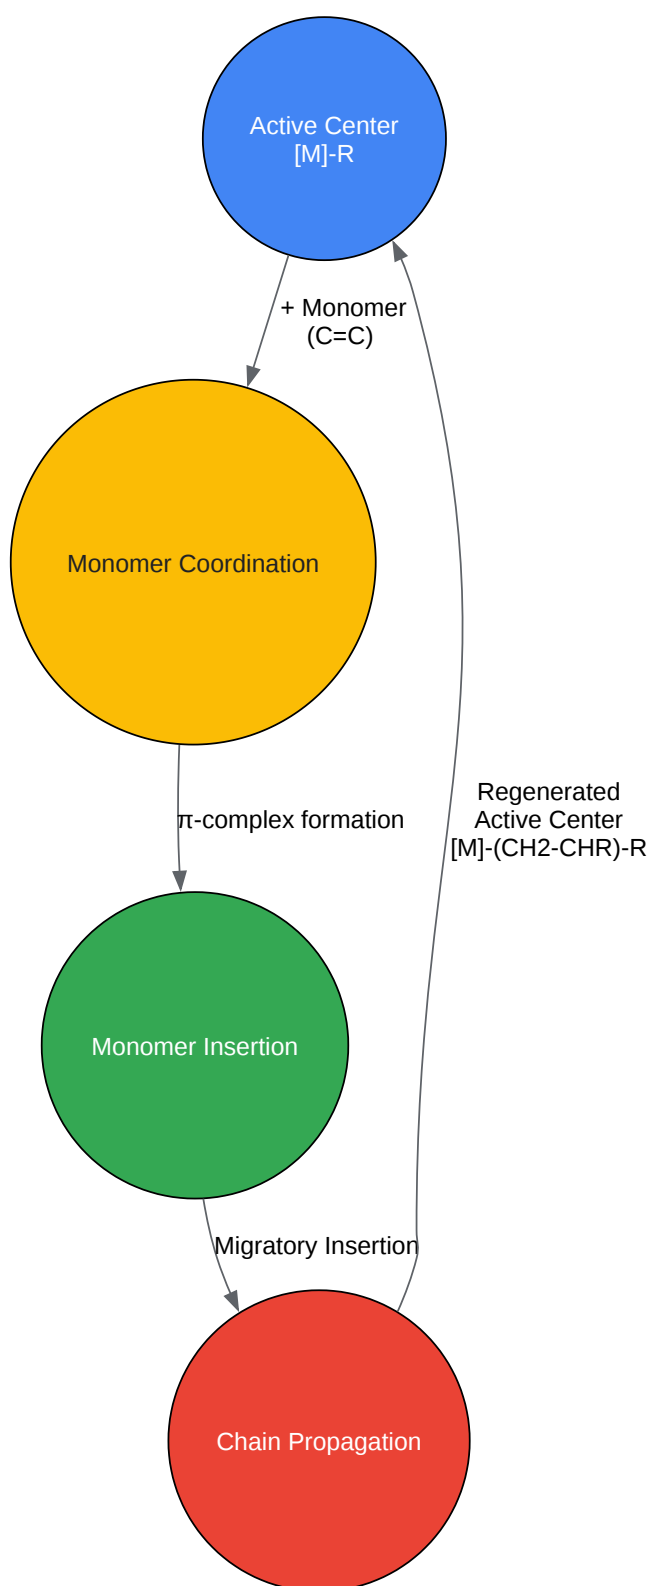 Active Center
[M]-R
+ Monomer
(C=C)
Monomer Coordination
π-complex formation
Regenerated
Active Center
[M]-(CH2-CHR)-R
Monomer Insertion
Migratory Insertion
Chain Propagation